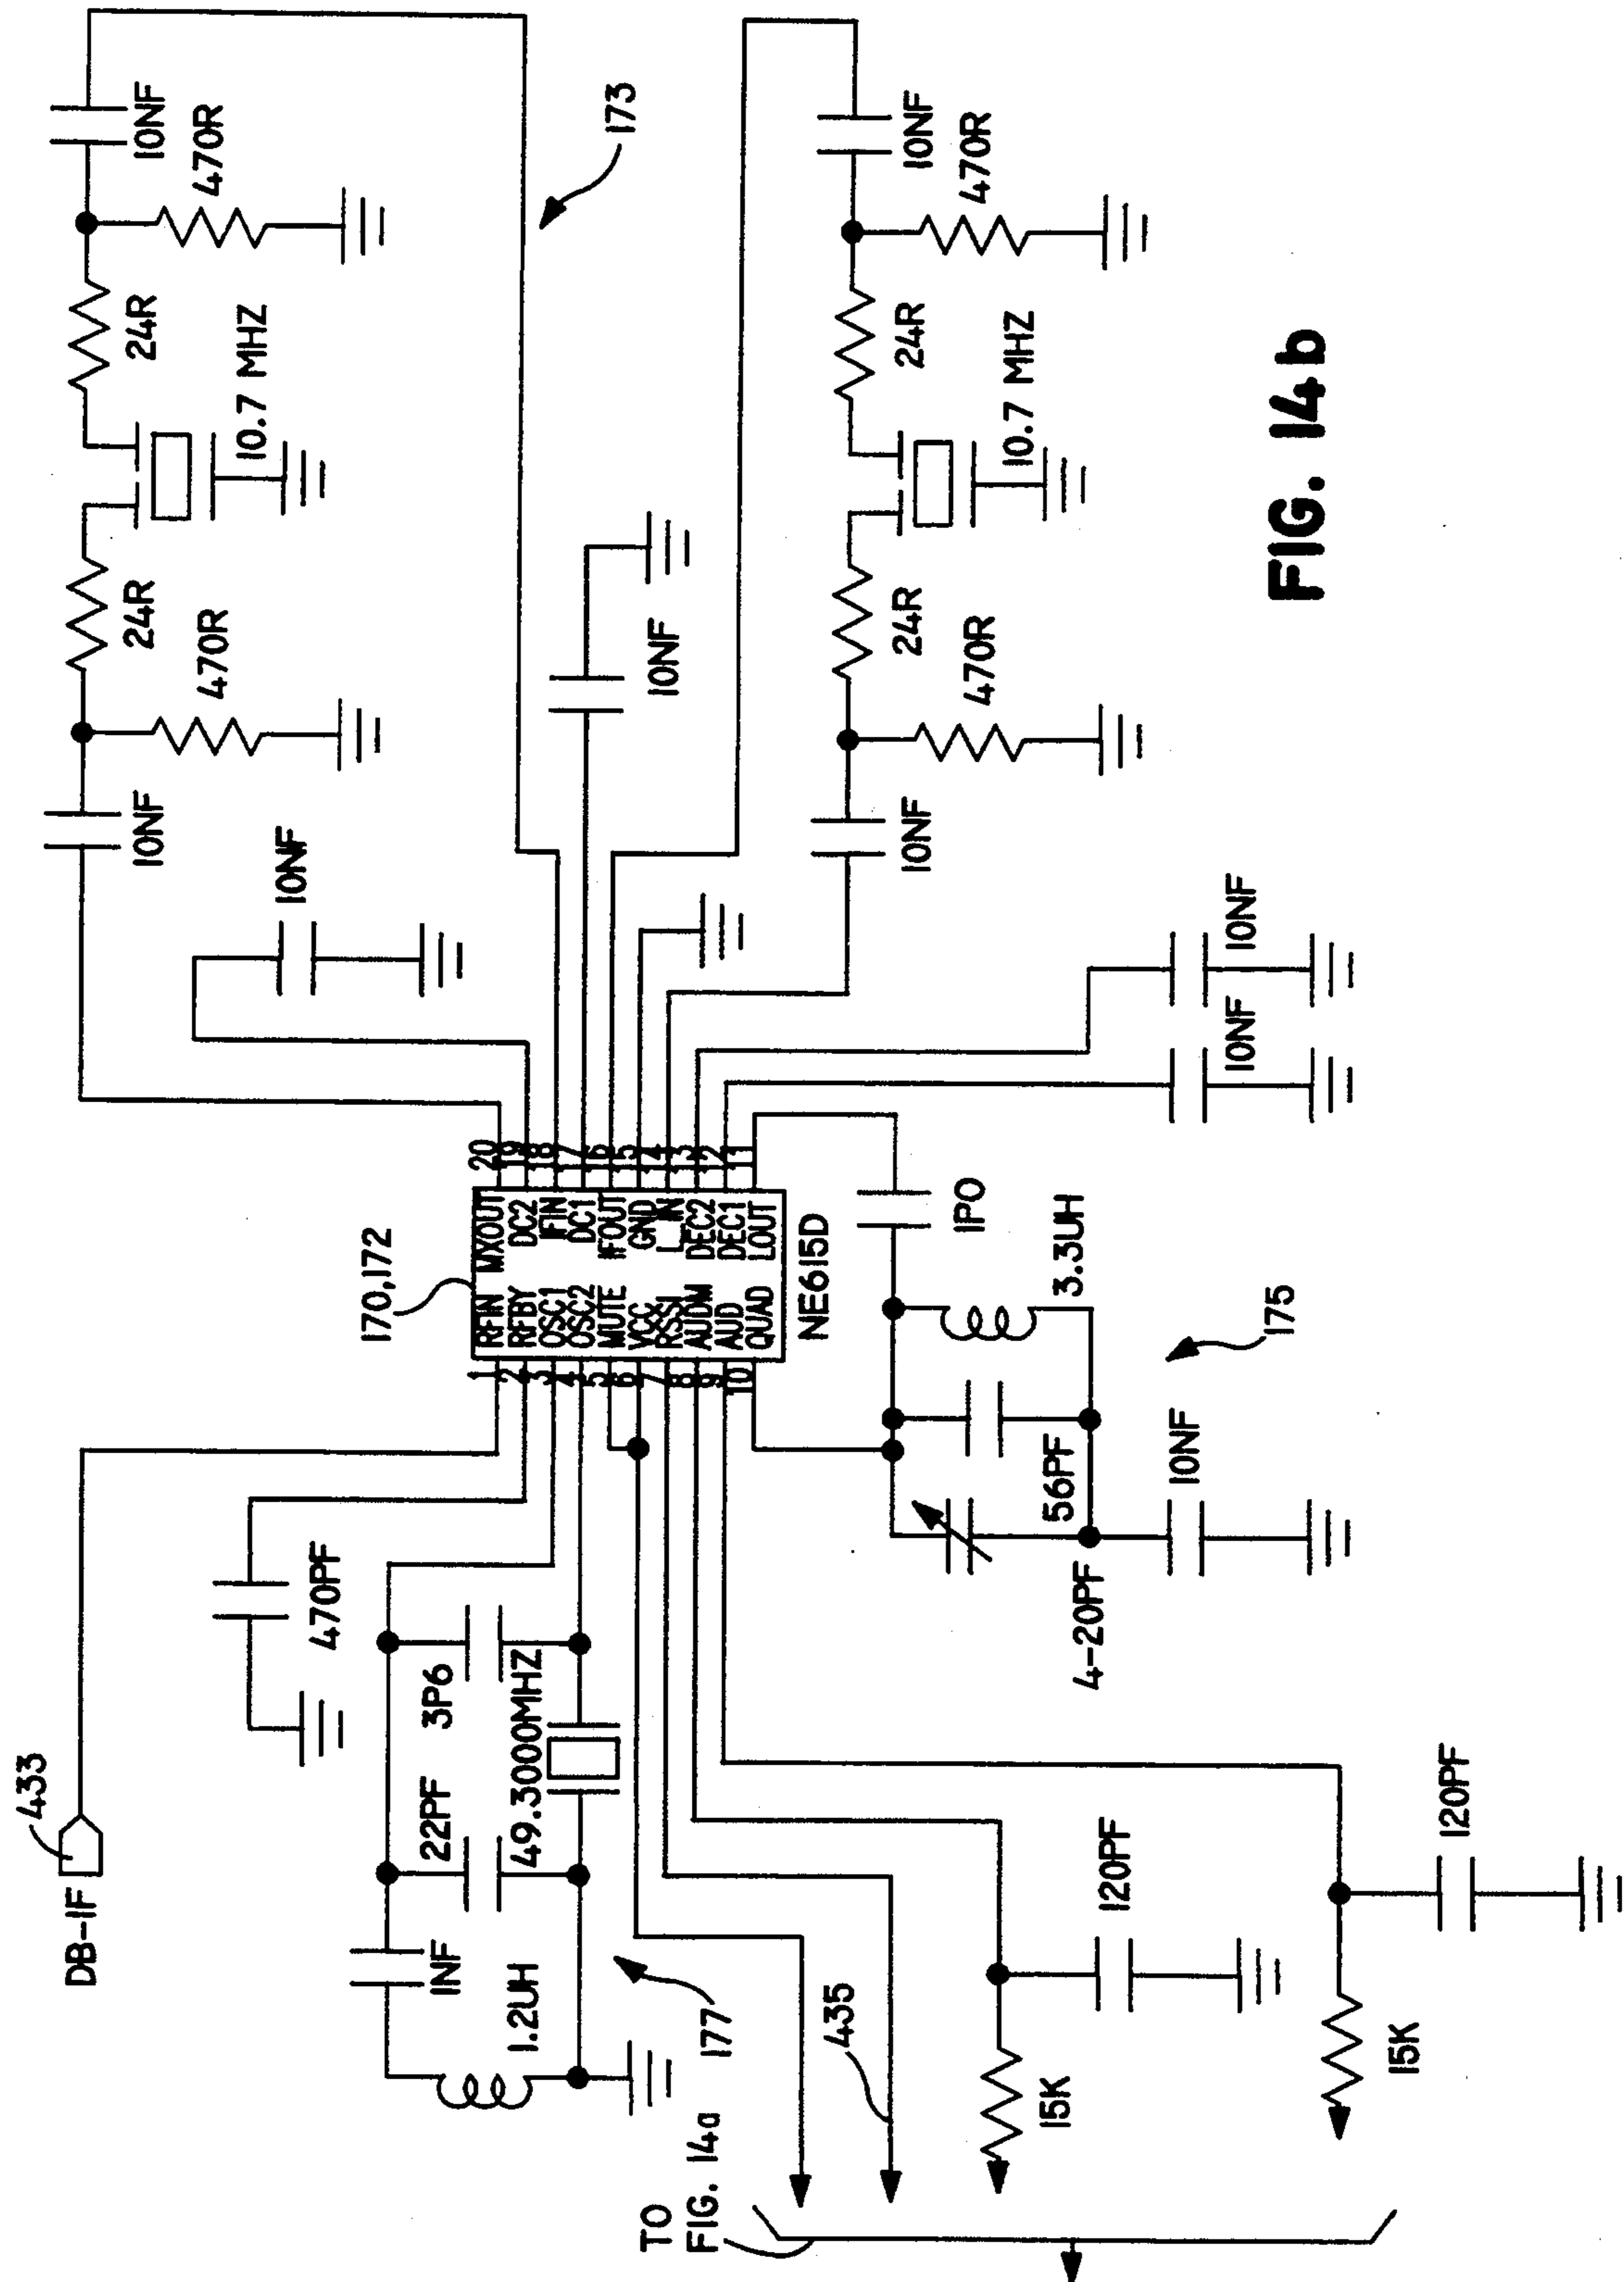 DB-IF
433
470PF
22PF
3P6
1NF
1.2UH
49.3000MHZ
177
170,172
1 RFIN MXOUT 20
2 RFBY DC2 19
3 OSC1 IFIN 18
4 OSC2 DC1 17
5 MUTE IFOUT 16
6 VCC GND 15
7 RSSI L_IN 14
8 AUDM DEC2 13
9 AUD DEC1 12
10 QUAD LOUT 11
NE615D
10NF
24R
470R
10.7 MHZ
24R
10NF
470R
173
10NF
10NF
10NF
24R
470R
10.7 MHZ
24R
10NF
470R
10NF
10NF
1P0
3.3UH
56PF
4-20PF
10NF
175
435
TO
FIG. 14a
15K
120PF
15K
120PF
FIG. 14b